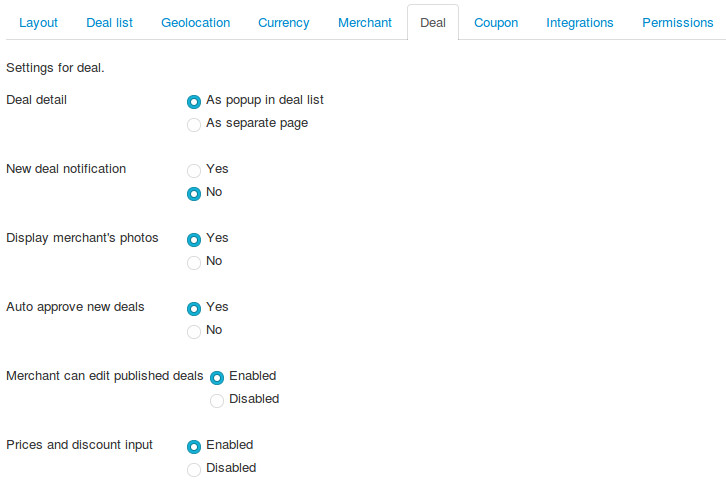 Layout Deal list Geolocation Currency Merchant Deal Coupon Integrations Permissions
Settings for deal.
Deal detail As popup in deal list
As separate page
New deal notification Yes
No
Display merchant's photos Yes
No
Auto approve new deals Yes
No
Merchant can edit published deals Enabled
Disabled
Prices and discount input Enabled
Disabled